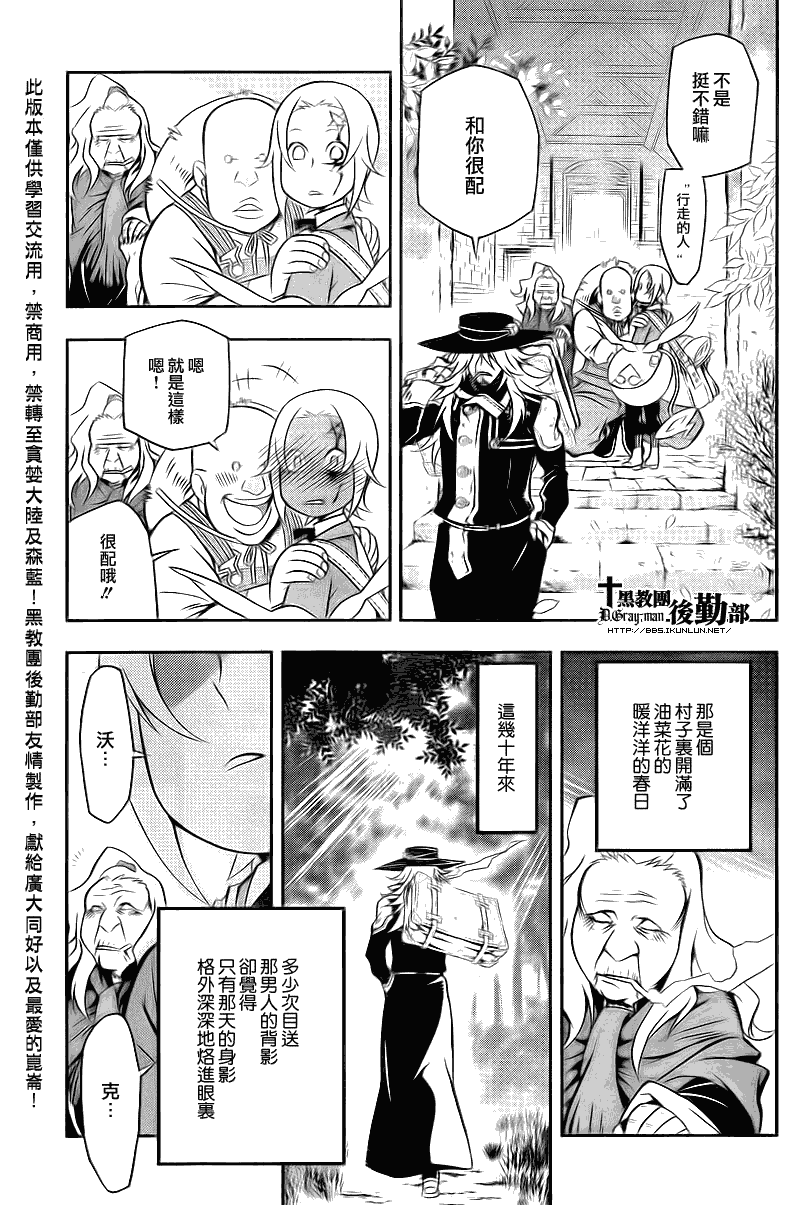 不是
挺不錯嘛
"行走的人"
和你很配
嗯
就是這樣
嗯！
很配哦!!
黑教團
D.Gray-man
後勤部
HTTP://BBS.IKUNLUN.NET/
那是個
村子裏開滿了
油菜花的
暖洋洋的春日
這幾十年來
多少次目送
那男人的背影
卻覺得
只有那天的身影
格外深深地烙進眼裏
沃…
克…
此版本僅供學習交流用，禁商用，禁轉至貪婪大陸及森藍！黑教團後勤部友情製作，獻給廣大同好以及最愛的崑崙！